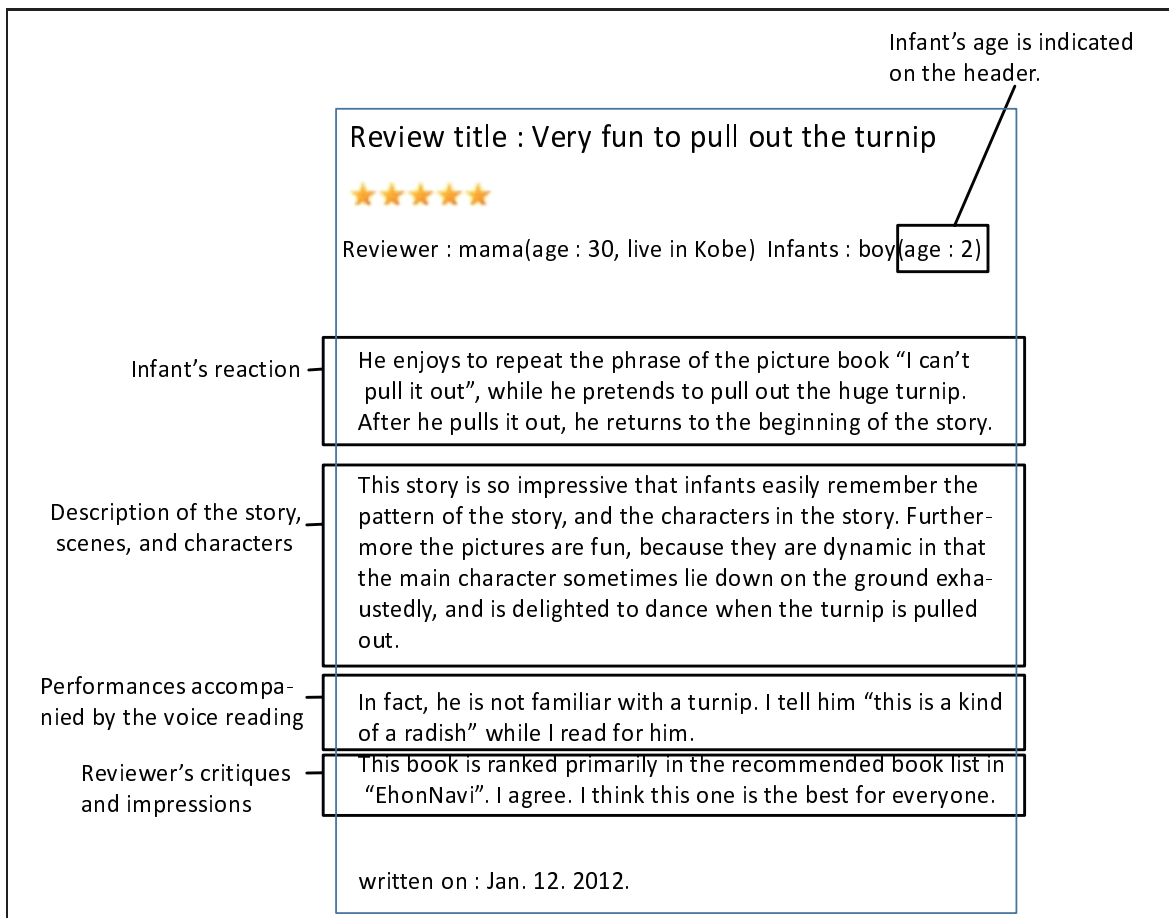 Infant's age is indicated
on the header.
Review title : Very fun to pull out the turnip
Reviewer : mama(age : 30, live in Kobe)  Infants : boy(age : 2)
Infant's reaction
He enjoys to repeat the phrase of the picture book “I can't
pull it out”, while he pretends to pull out the huge turnip.
After he pulls it out, he returns to the beginning of the story.
Description of the story,
scenes, and characters
This story is so impressive that infants easily remember the
pattern of the story, and the characters in the story. Further-
more the pictures are fun, because they are dynamic in that
the main character sometimes lie down on the ground exha-
ustedly, and is delighted to dance when the turnip is pulled
out.
Performances accompa-
nied by the voice reading
In fact, he is not familiar with a turnip. I tell him “this is a kind
of a radish” while I read for him.
Reviewer's critiques
and impressions
This book is ranked primarily in the recommended book list in
“EhonNavi”. I agree. I think this one is the best for everyone.
written on : Jan. 12. 2012.